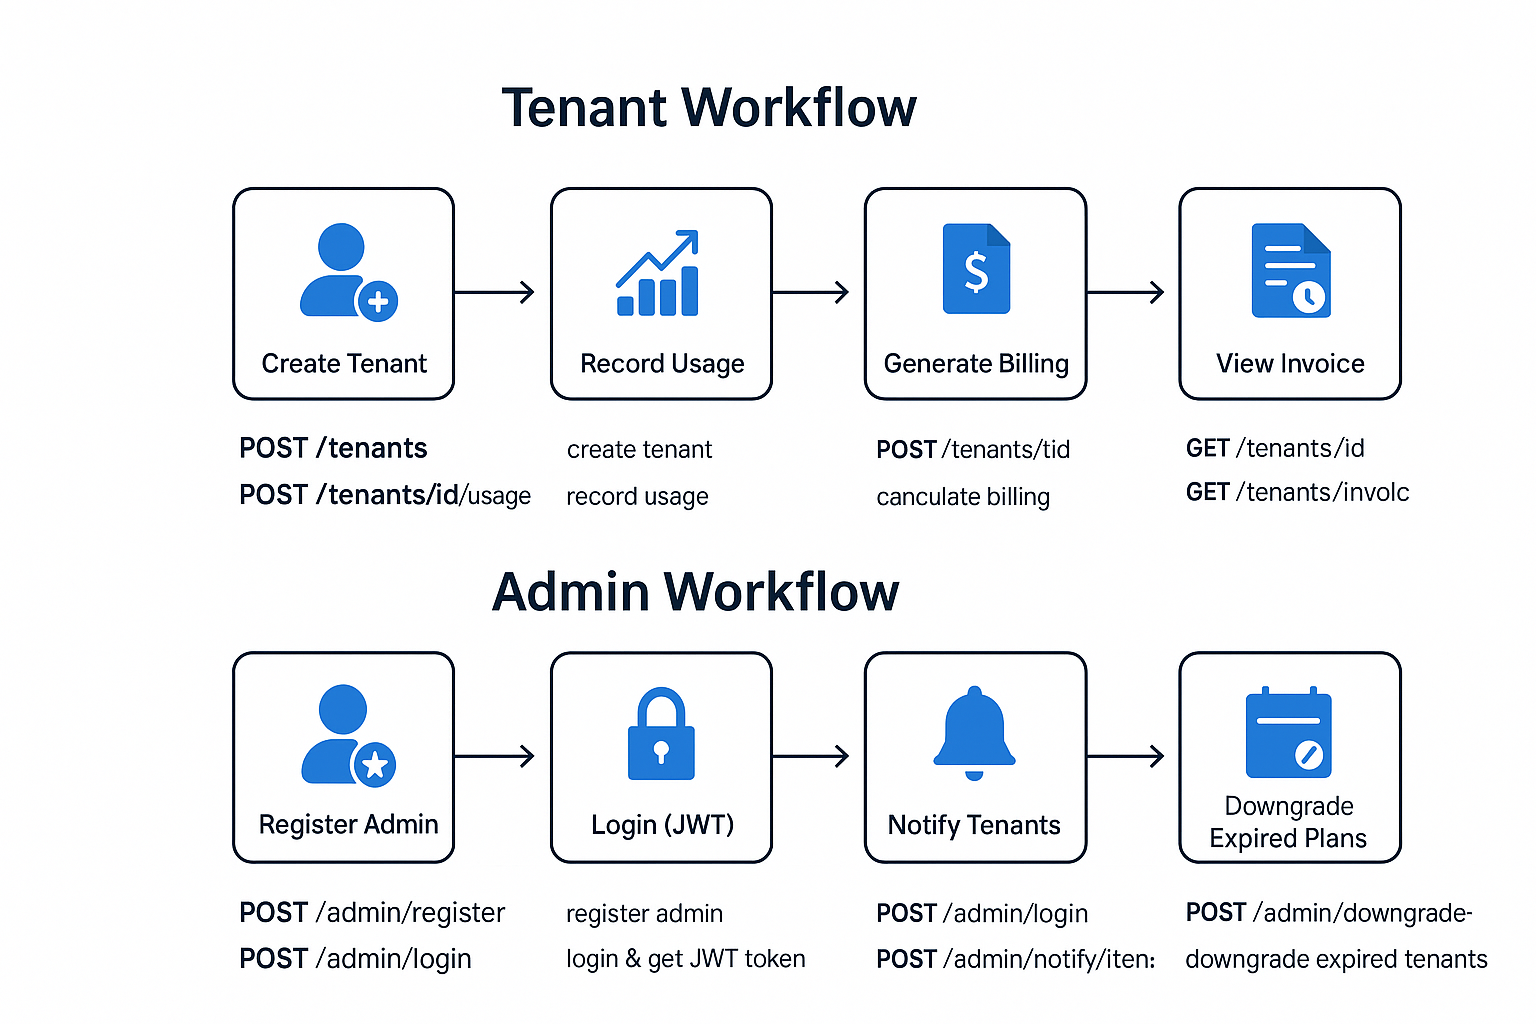 Tenant Workflow
Create Tenant
Record Usage
Generate Billing
View Invoice
POST /tenants
create tenant
POST /tenants/tid
GET /tenants/id
POST /tenants/id/usage
record usage
canculate billing
GET /tenants/involc
Admin Workflow
Register Admin
Login (JWT)
Notify Tenants
Downgrade
Expired Plans
POST /admin/register
register admin
POST /admin/login
POST /admin/downgrade-
POST /admin/login
login & get JWT token
POST /admin/notify/iten:
downgrade expired tenants